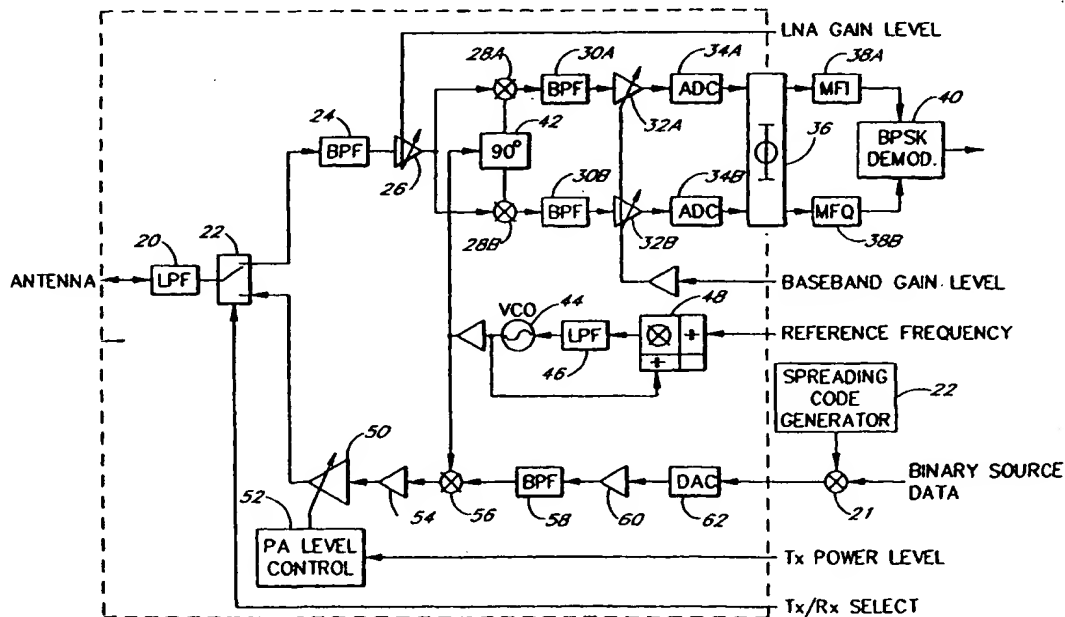 LNA GAIN LEVEL
28A
30A
34A
38A
BPF
ADC
MFI
40
24
42
32A
36
BPF
90°
BPSK
DEMOD.
26
30B
34B
Φ
BPF
ADC
MFQ
20
22
28B
32B
38B
ANTENNA
LPF
BASEBAND GAIN LEVEL
VCO
44
48
LPF
÷
REFERENCE FREQUENCY
÷
46
SPREADING
CODE
GENERATOR
22
50
BINARY SOURCE
DATA
BPF
DAC
52
54
56
58
60
62
21
PA LEVEL
CONTROL
Tx POWER LEVEL
Tx/Rx SELECT